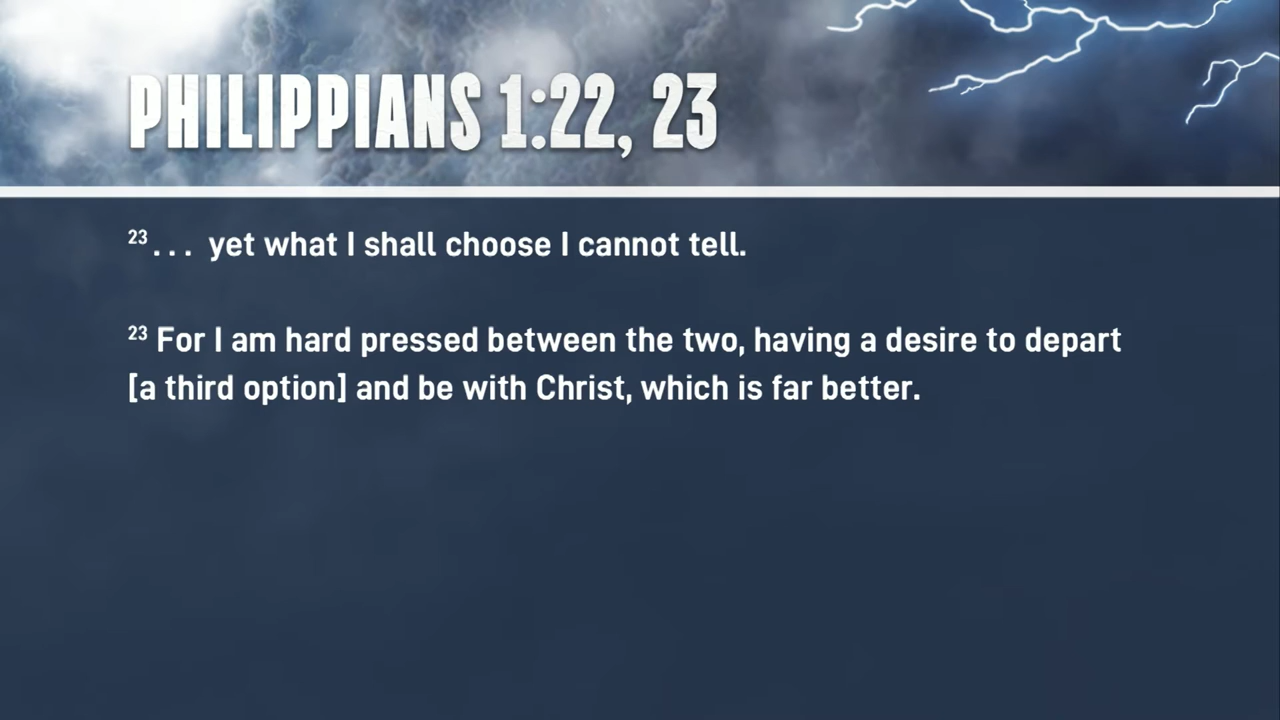 PHILIPPIANS 1:22, 23
23 . . . yet what I shall choose I cannot tell.
23 For I am hard pressed between the two, having a desire to depart
[a third option] and be with Christ, which is far better.